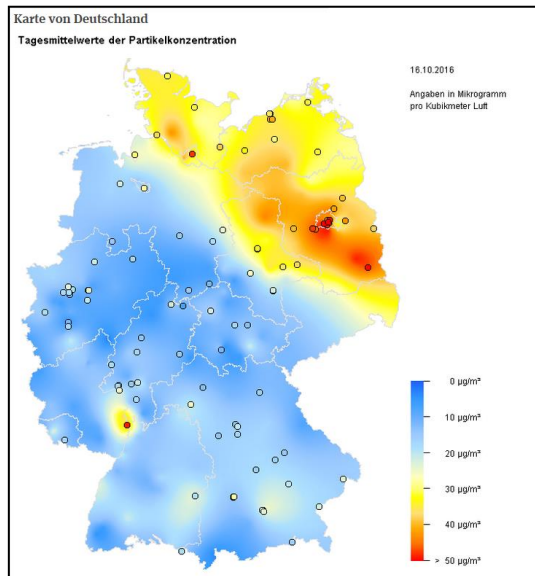 Karte von Deutschland
Tagesmittelwerte der Partikelkonzentration
16.10.2016
Angaben in Mikrogramm
pro Kubikmeter Luft
0 µg/m³
10 µg/m³
20 µg/m³
30 µg/m³
40 µg/m³
> 50 µg/m³